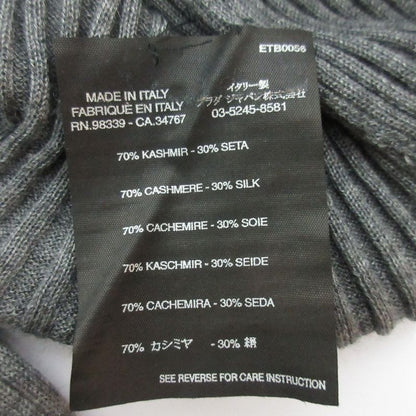 ETB0056
MADE IN ITALY
FABRIQUÉ EN ITALY
RN.98339 - CA.34767
イタリー製
プラダ ジャパン株式会社
03-5245-8581
70% KASHMIR - 30% SETA
70% CASHMERE - 30% SILK
70% CACHEMIRE - 30% SOIE
70% KASCHMIR - 30% SEIDE
70% CACHEMIRA - 30% SEDA
70% カシミヤ - 30% 絹
SEE REVERSE FOR CARE INSTRUCTION